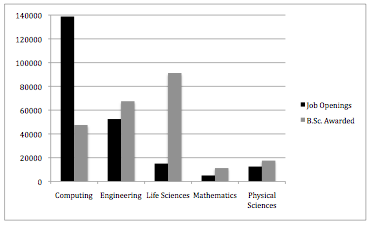 140000
120000
100000
80000
60000
40000
20000
0
Computing Engineering Life Sciences Mathematics Physical Sciences
Job Openings
B.Sc. Awarded